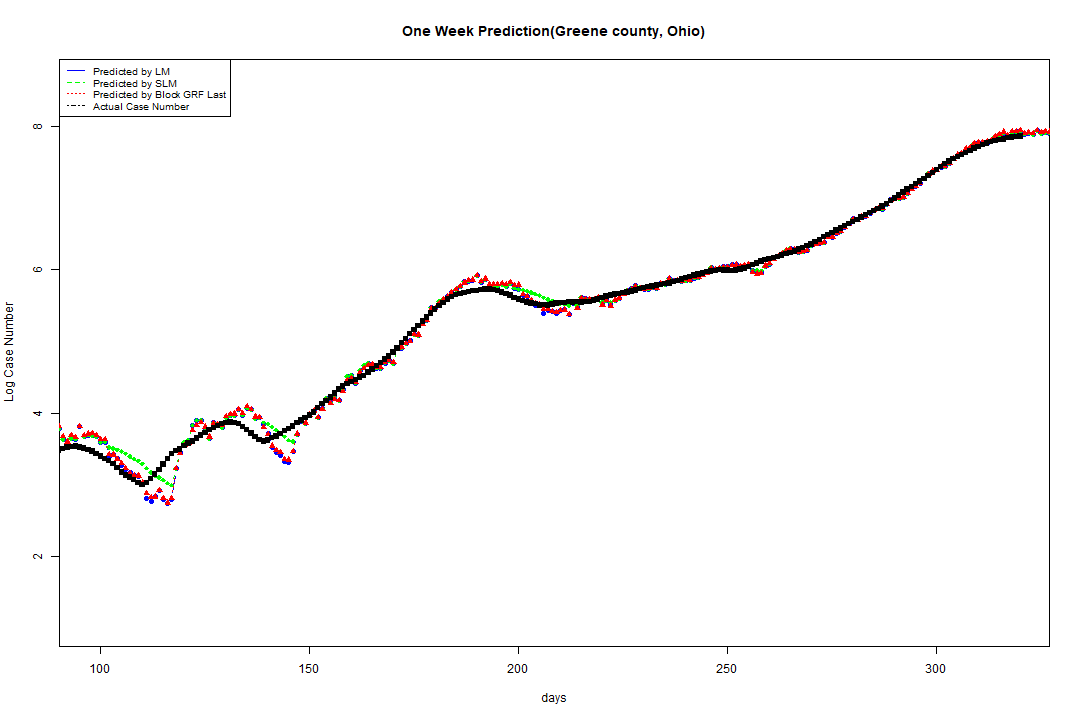 One Week Prediction(Greene county, Ohio)
Predicted by LM
Predicted by SLM
Predicted by Block GRF Last
Actual Case Number
8
6
4
2
Log Case Number
100 150 200 250 300
days